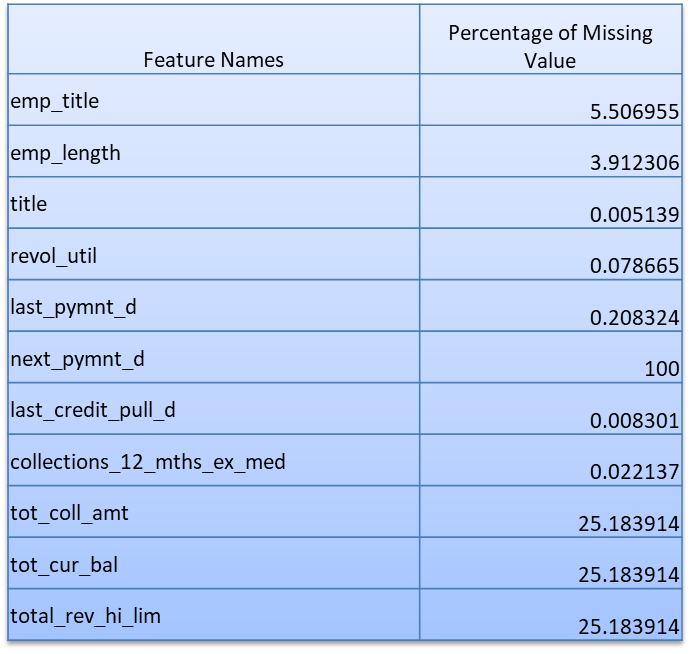 Feature Names
Percentage of Missing
Value
emp_title
5.506955
emp_length
3.912306
title
0.005139
revol_util
0.078665
last_pymnt_d
0.208324
next_pymnt_d
100
last_credit_pull_d
0.008301
collections_12_mths_ex_med
0.022137
tot_coll_amt
25.183914
tot_cur_bal
25.183914
total_rev_hi_lim
25.183914